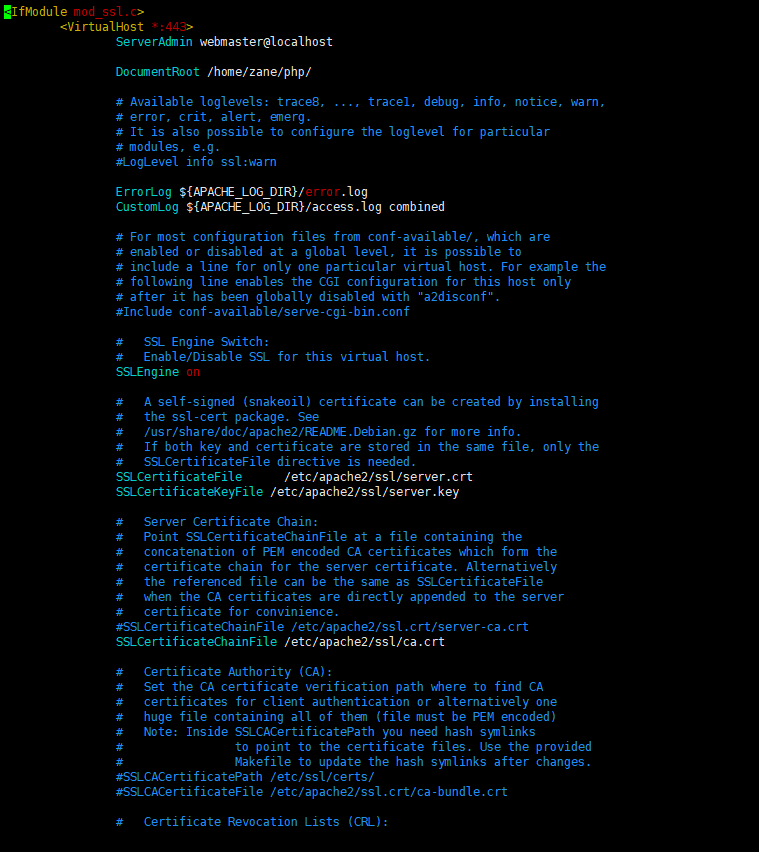 <IfModule mod_ssl.c>
<VirtualHost *:443>
ServerAdmin webmaster@localhost
DocumentRoot /home/zane/php/
# Available loglevels: trace8, ..., trace1, debug, info, notice, warn,
# error, crit, alert, emerg.
# It is also possible to configure the loglevel for particular
# modules, e.g.
#LogLevel info ssl:warn
ErrorLog ${APACHE_LOG_DIR}/error.log
CustomLog ${APACHE_LOG_DIR}/access.log combined
# For most configuration files from conf-available/, which are
# enabled or disabled at a global level, it is possible to
# include a line for only one particular virtual host. For example the
# following line enables the CGI configuration for this host only
# after it has been globally disabled with "a2disconf".
#Include conf-available/serve-cgi-bin.conf
#   SSL Engine Switch:
#   Enable/Disable SSL for this virtual host.
SSLEngine on
#   A self-signed (snakeoil) certificate can be created by installing
#   the ssl-cert package. See
#   /usr/share/doc/apache2/README.Debian.gz for more info.
#   If both key and certificate are stored in the same file, only the
#   SSLCertificateFile directive is needed.
SSLCertificateFile      /etc/apache2/ssl/server.crt
SSLCertificateKeyFile /etc/apache2/ssl/server.key
#   Server Certificate Chain:
#   Point SSLCertificateChainFile at a file containing the
#   concatenation of PEM encoded CA certificates which form the
#   certificate chain for the server certificate. Alternatively
#   the referenced file can be the same as SSLCertificateFile
#   when the CA certificates are directly appended to the server
#   certificate for convinience.
#SSLCertificateChainFile /etc/apache2/ssl.crt/server-ca.crt
SSLCertificateChainFile /etc/apache2/ssl/ca.crt
#   Certificate Authority (CA):
#   Set the CA certificate verification path where to find CA
#   certificates for client authentication or alternatively one
#   huge file containing all of them (file must be PEM encoded)
#   Note: Inside SSLCACertificatePath you need hash symlinks
#                to point to the certificate files. Use the provided
#                Makefile to update the hash symlinks after changes.
#SSLCACertificatePath /etc/ssl/certs/
#SSLCACertificateFile /etc/apache2/ssl.crt/ca-bundle.crt
#   Certificate Revocation Lists (CRL):